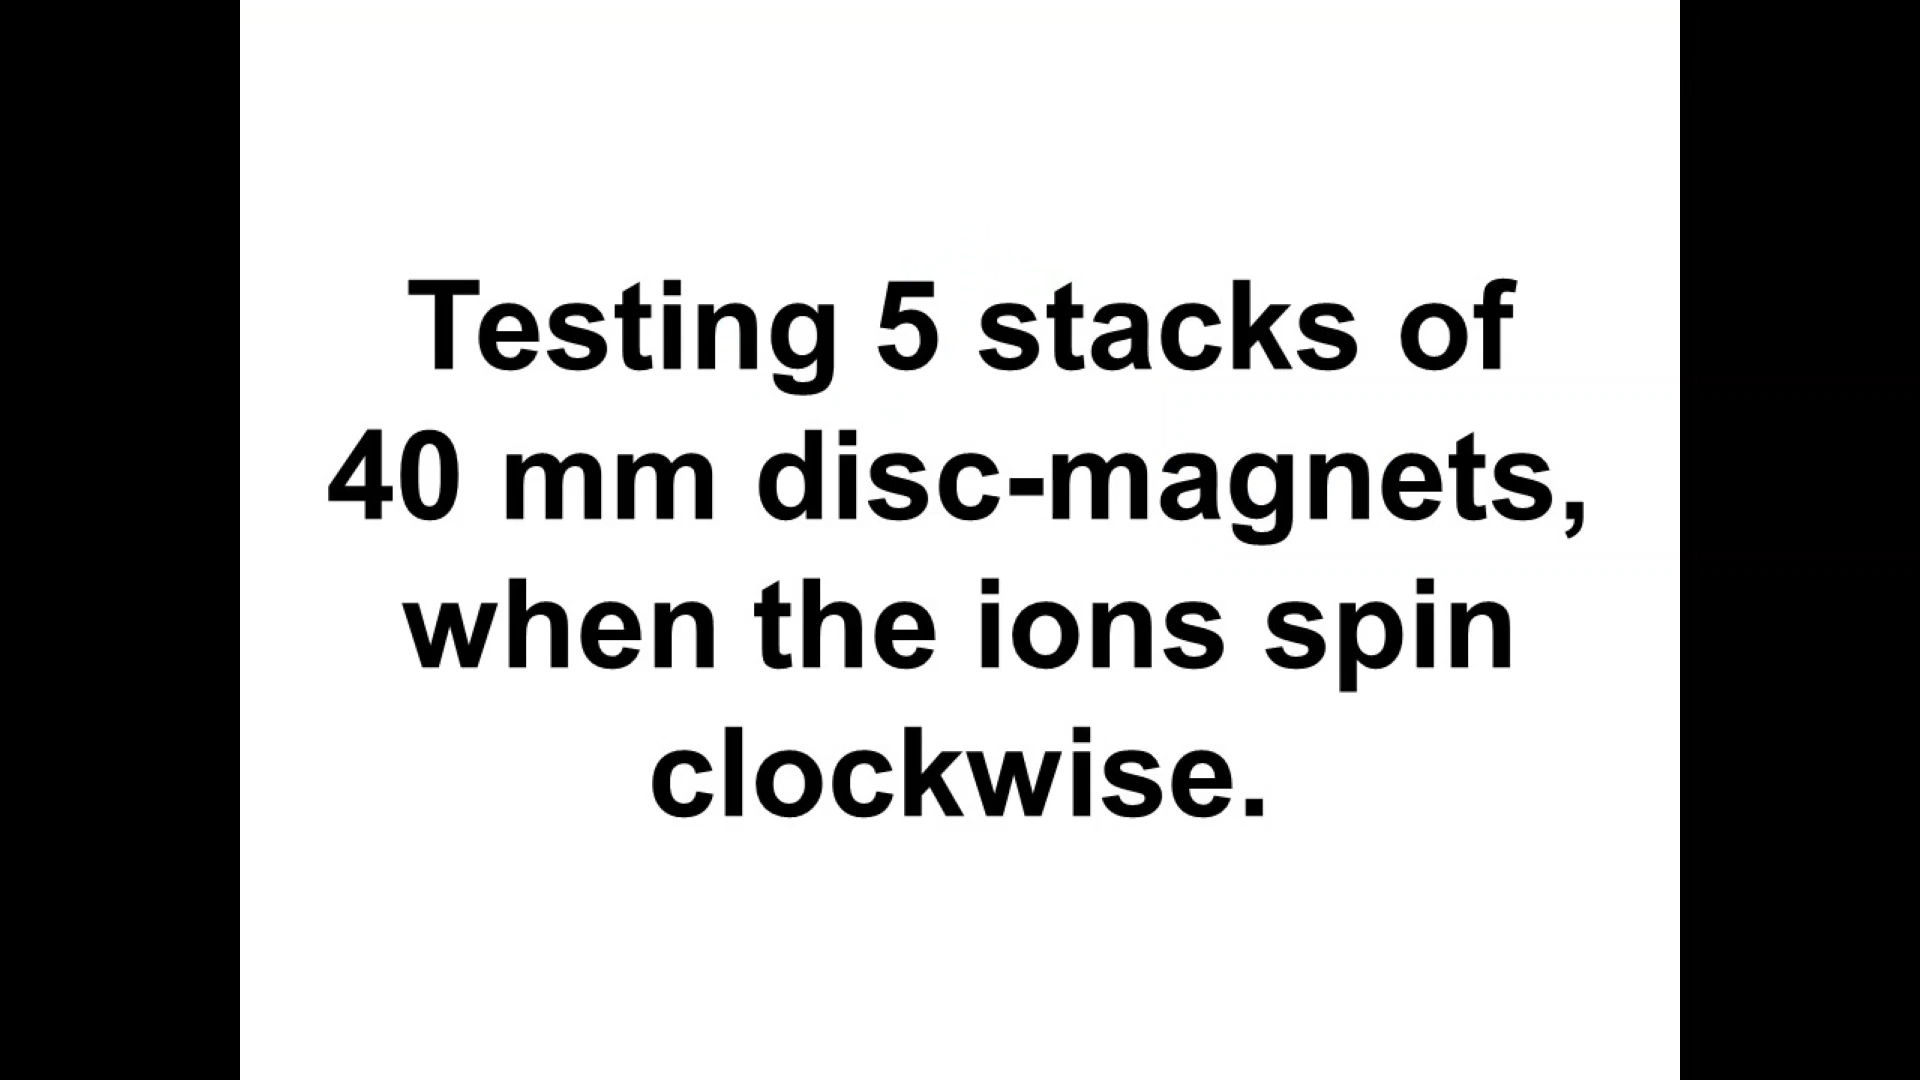 Testing 5 stacks of
40 mm disc-magnets,
when the ions spin
clockwise.